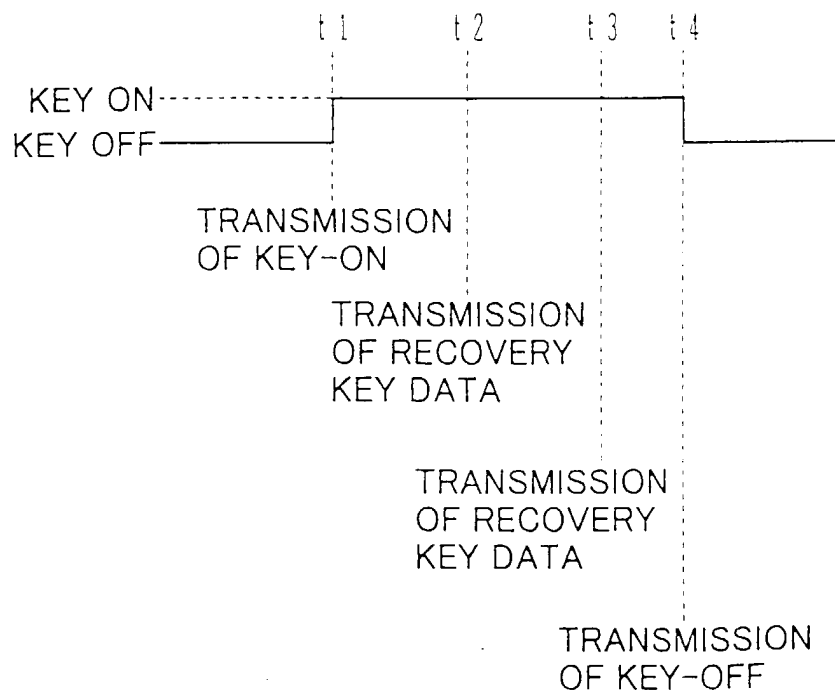 t1 t2 t3 t4
KEY ON
KEY OFF
TRANSMISSION
OF KEY-ON
TRANSMISSION
OF RECOVERY
KEY DATA
TRANSMISSION
OF RECOVERY
KEY DATA
TRANSMISSION
OF KEY-OFF